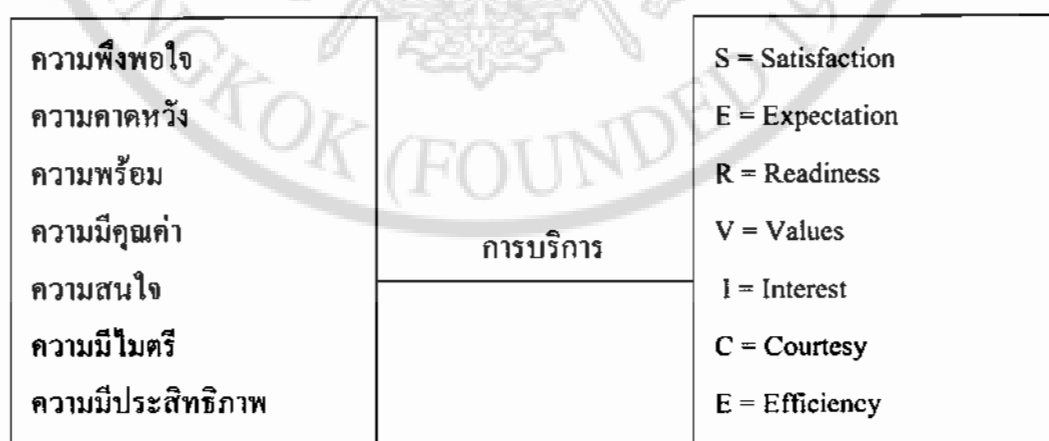 ความพึงพอใจ
ความคาดหวัง
ความพร้อม
ความมีคุณค่า
ความสนใจ
ความมีไมตรี
ความมีประสิทธิภาพ
การบริการ
S = Satisfaction
E = Expectation
R = Readiness
V = Values
I = Interest
C = Courtesy
E = Efficiency
NGKOK (FOUNDED 19